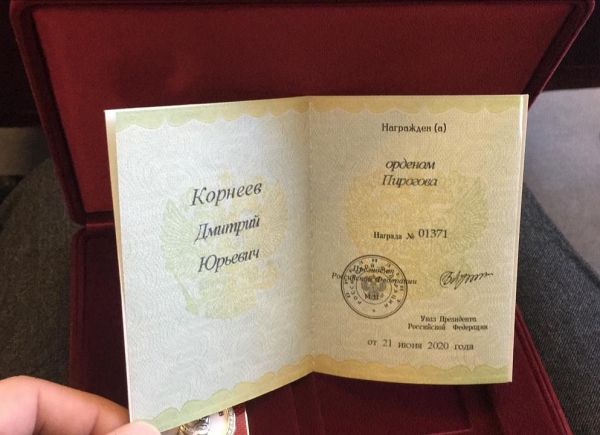 Корнеев
Дмитрий
Юрьевич
Награжден (а)
орденом
Пирогова
Награда № 01371
Президент
Российской Федерации
М.П.
Указ Президента
Российской Федерации
от 21 июня 2020 года